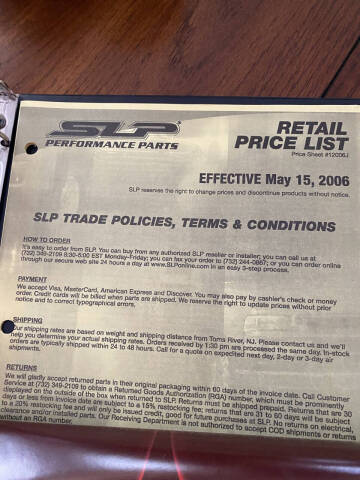 SLP
PERFORMANCE PARTS
RETAIL
PRICE LIST
Price Sheet #12006J
EFFECTIVE May 15, 2006
SLP reserves the right to change prices and discontinue products without notice.
SLP TRADE POLICIES, TERMS & CONDITIONS
HOW TO ORDER
It's easy to order from SLP. You can buy from any authorized SLP reseller or installer; you can call us at
(732) 349-2109 8:30-5:00 EST Monday-Friday; you can fax your order to (732) 244-0867; or you can order online
through our secure web site 24 hours a day at www.SLPonline.com in an easy 3-step process.
PAYMENT
We accept Visa, MasterCard, American Express and Discover. You may also pay by cashier's check or money
order. Credit cards will be billed when parts are shipped. We reserve the right to update prices without prior
notice and to correct typographical errors.
SHIPPING
Our shipping rates are based on weight and shipping distance from Toms River, NJ. Please contact us and we'll
help you determine your actual shipping rates. Orders received by 1:30 pm are processed the same day. In-stock
orders are typically shipped within 24 to 48 hours. Call for a quote on expedited next day, 2-day or 3-day air
shipments.
RETURNS
We will gladly accept returned parts in their original packaging within 60 days of the invoice date. Call Customer
Service at (732) 349-2109 to obtain a Returned Goods Authorization (RGA) number, which must be prominently
displayed on the outside of the box when returned to SLP. Returns must be shipped prepaid. Returns that are 30
days or less from invoice date are subject to a 15% restocking fee; returns that are 31 to 60 days will be subject
to a 20% restocking fee and will only be issued credit, good for future purchases at SLP. No returns on electrical,
clearance and/or installed parts. Our Receiving Department is not authorized to accept COD shipments or returns
without an RGA number.